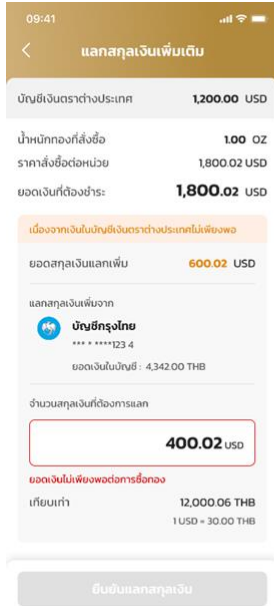 09:41
แลกสกุลเงินเพิ่มเติม
บัญชีเงินตราต่างประเทศ 1,200.00 USD
น้ำหนักทองที่สั่งซื้อ 1.00 OZ
ราคาสั่งซื้อต่อหน่วย 1,800.02 USD
ยอดเงินที่ต้องชำระ 1,800.02 USD
เนื่องจากเงินในบัญชีเงินตราต่างประเทศไม่เพียงพอ
ยอดสกุลเงินแลกเพิ่ม 600.02 USD
แลกสกุลเงินเพิ่มจาก
บัญชีกรุงไทย
*** * ****123 4
ยอดเงินในบัญชี : 4,342.00 THB
จำนวนสกุลเงินที่ต้องการแลก
400.02 USD
ยอดเงินไม่เพียงพอต่อการซื้อทอง
เทียบเท่า 12,000.06 THB
1 USD = 30.00 THB
ยืนยันแลกสกุลเงิน